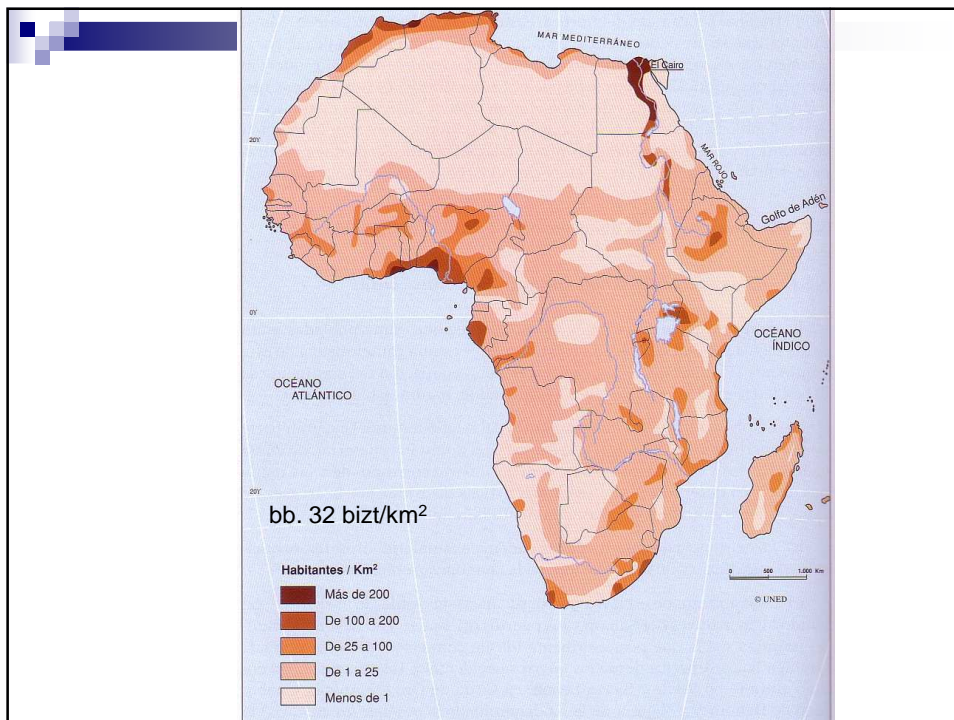 MAR MEDITERRÁNEO
El Cairo
20°
MAR ROJO
Golfo de Adén
0°
OCÉANO
ÍNDICO
OCÉANO
ATLÁNTICO
20°
bb. 32 bizt/km²
Habitantes / Km²
Más de 200
De 100 a 200
De 25 a 100
De 1 a 25
Menos de 1
0 500 1.000 Km
© UNED